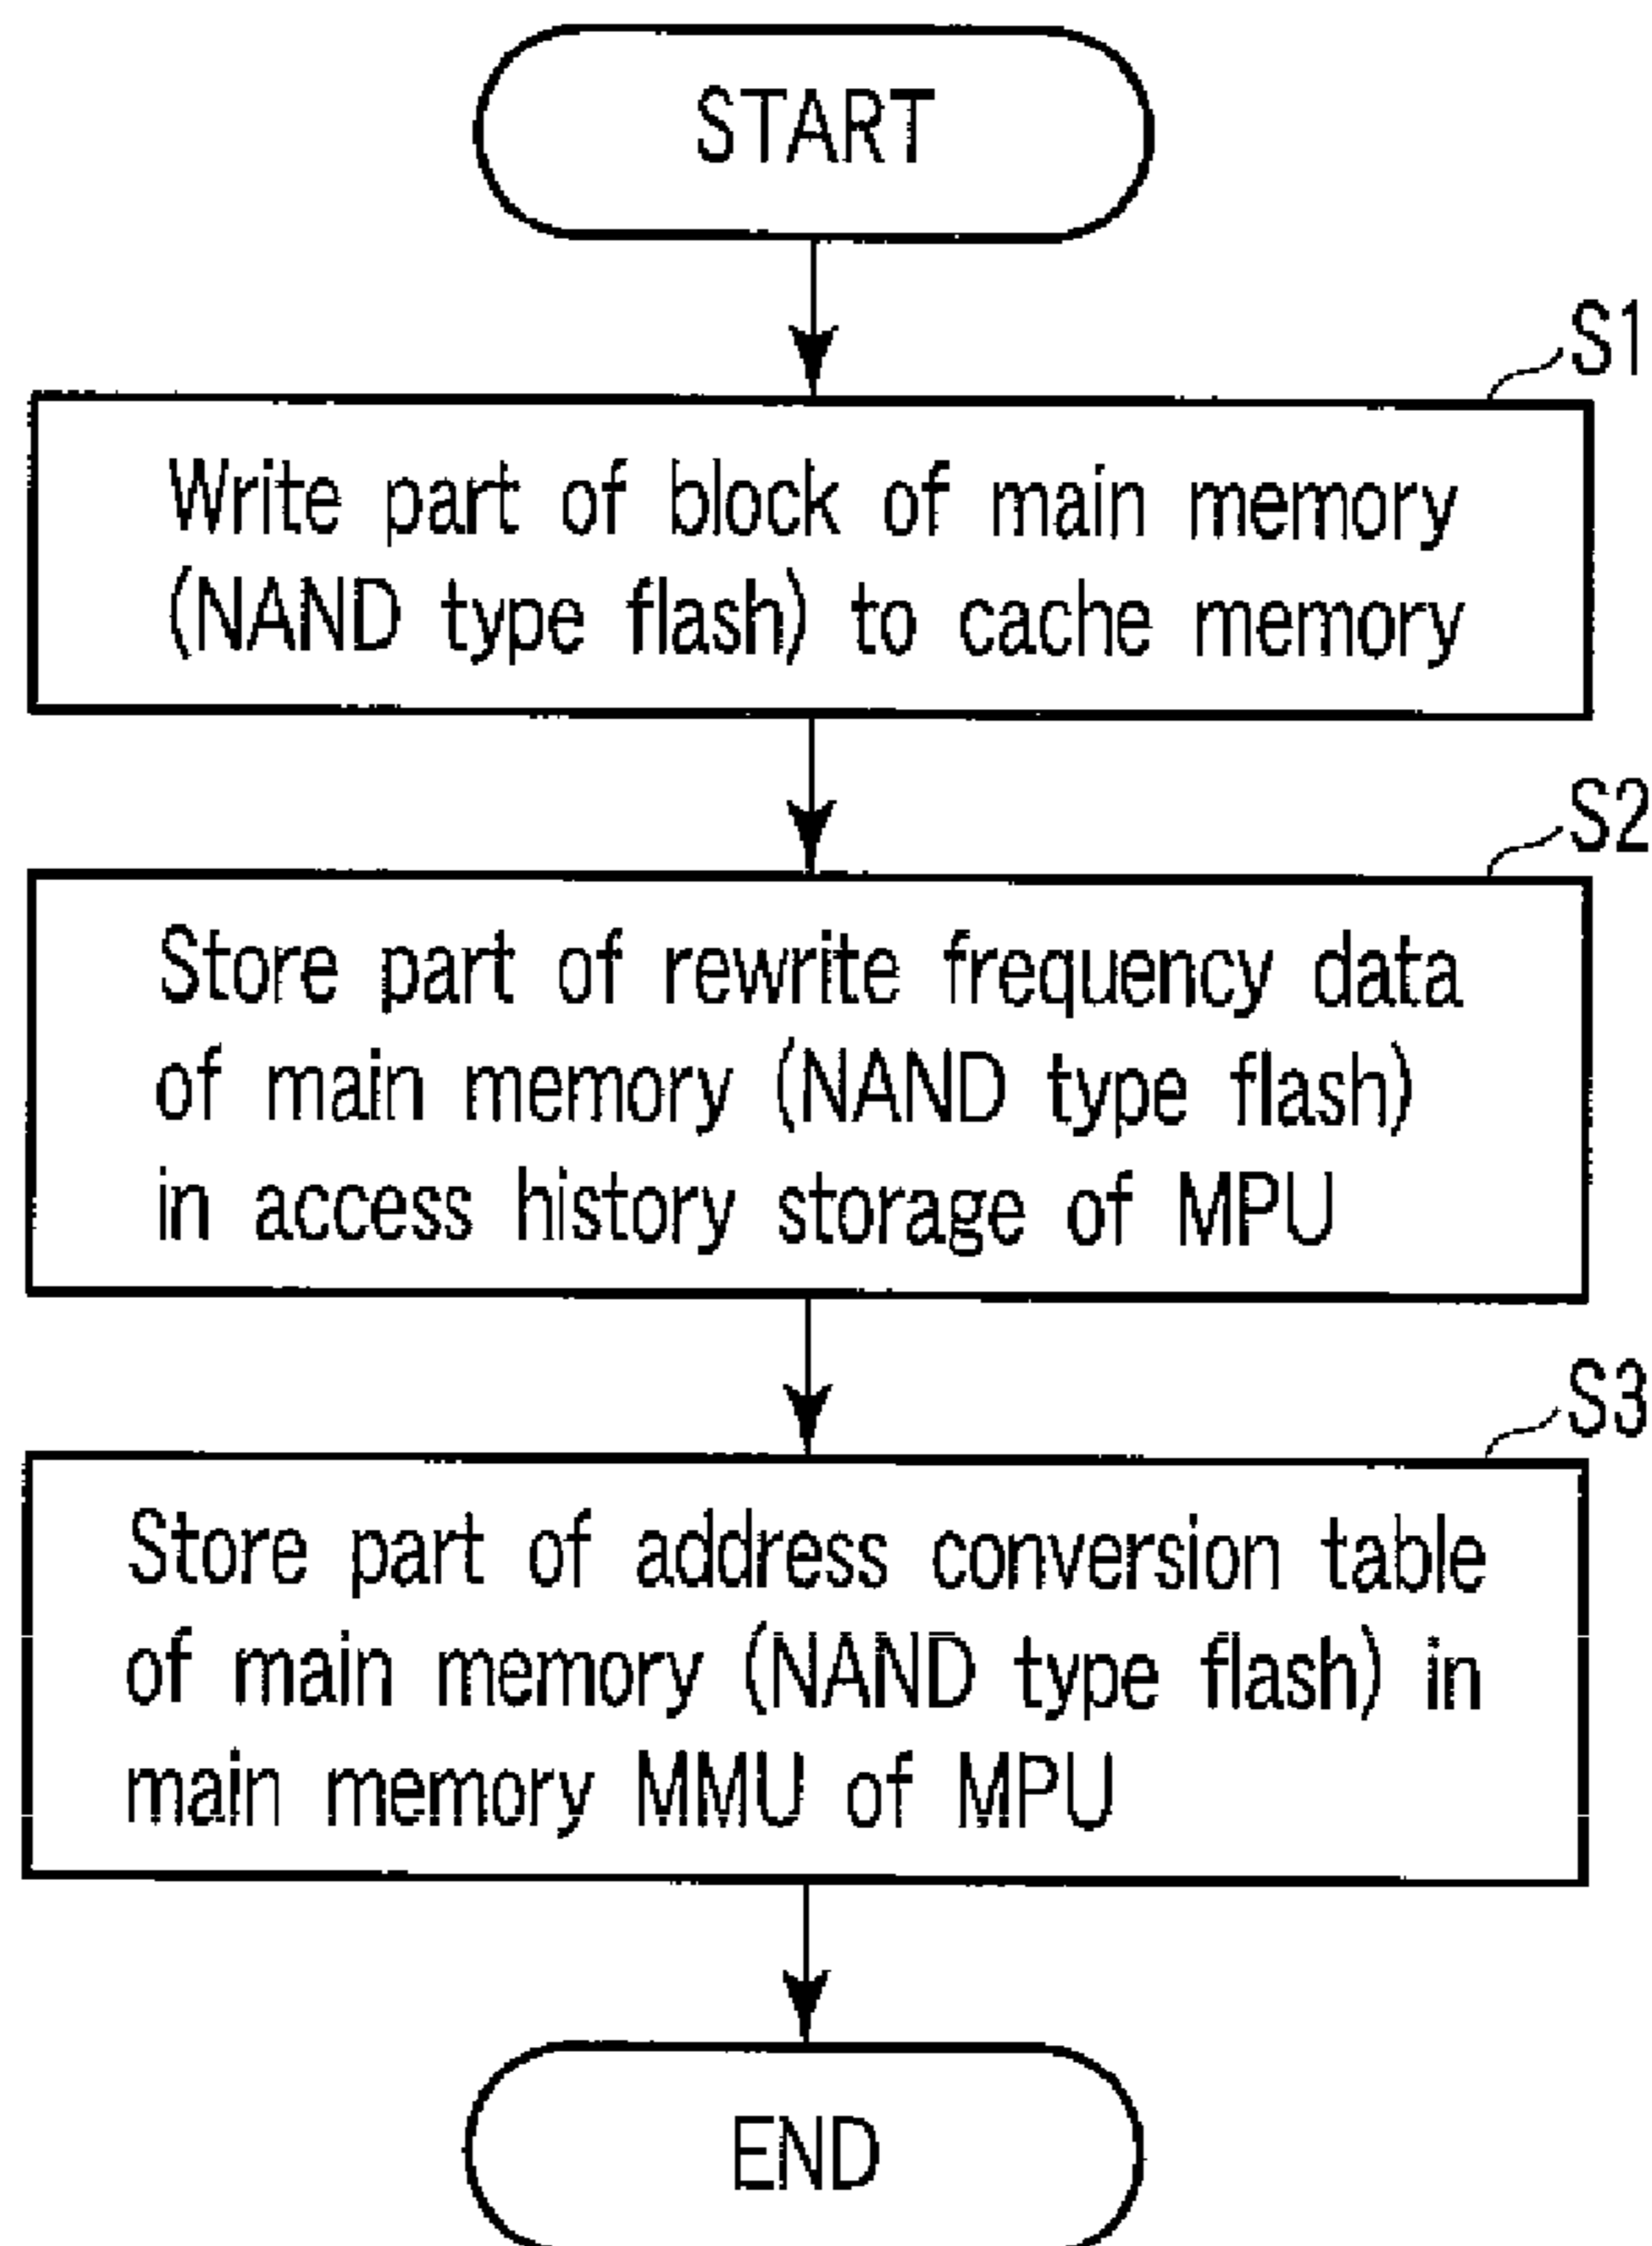 START
S1
Write part of block of main memory
(NAND type flash) to cache memory
S2
Store part of rewrite frequency data
of main memory (NAND type flash)
in access history storage of MPU
S3
Store part of address conversion table
of main memory (NAND type flash) in
main memory MMU of MPU
END